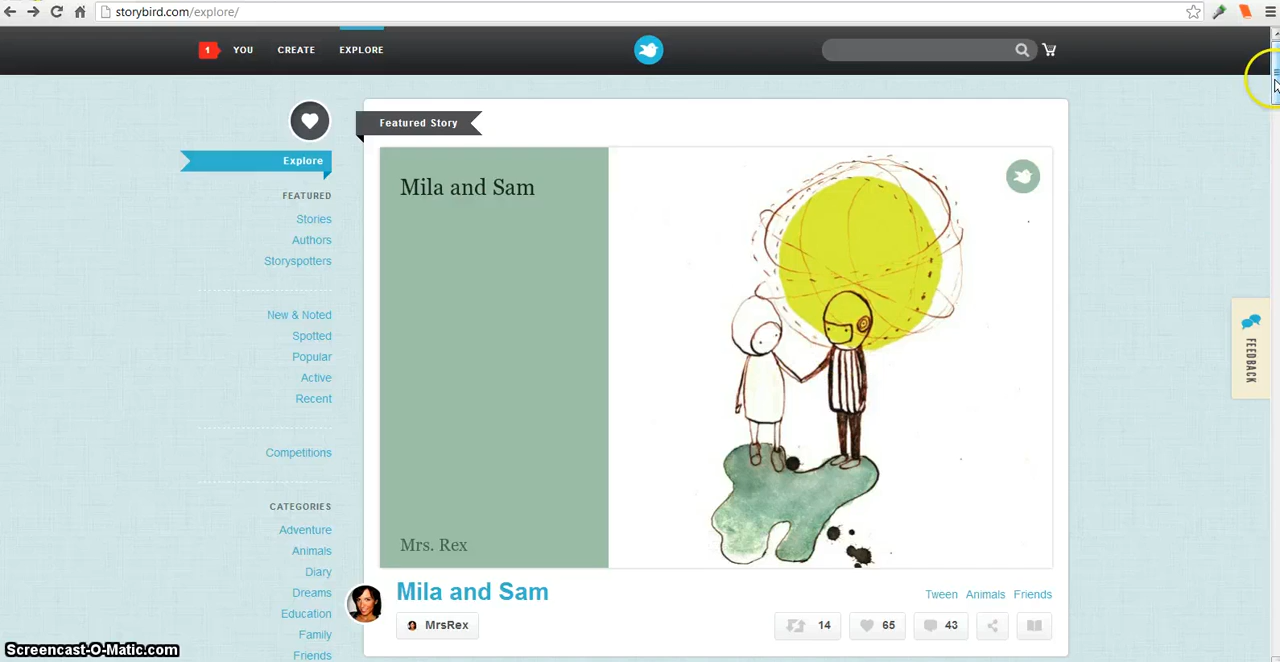 storybird.com/explore/
1 YOU CREATE EXPLORE
Explore
FEATURED
Stories
Authors
Storyspotters
New & Noted
Spotted
Popular
Active
Recent
Competitions
CATEGORIES
Adventure
Animals
Diary
Dreams
Education
Family
Friends
Featured Story
Mila and Sam
Mrs. Rex
Mila and Sam
Tween Animals Friends
MrsRex
14 65 43
FEEDBACK
Screencast-O-Matic.com